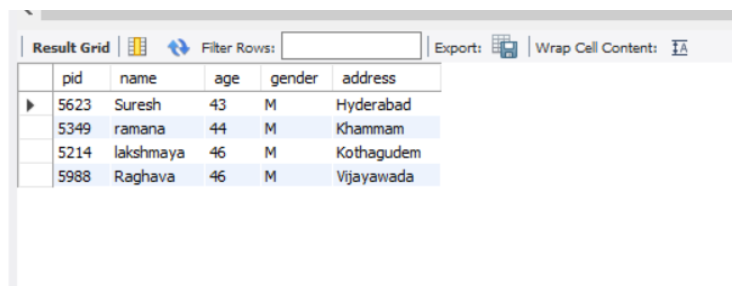 Result Grid Filter Rows: Export: Wrap Cell Content: IA
pid name age gender address
5623 Suresh 43 M Hyderabad
5349 ramana 44 M Khammam
5214 lakshmaya 46 M Kothagudem
5988 Raghava 46 M Vijayawada